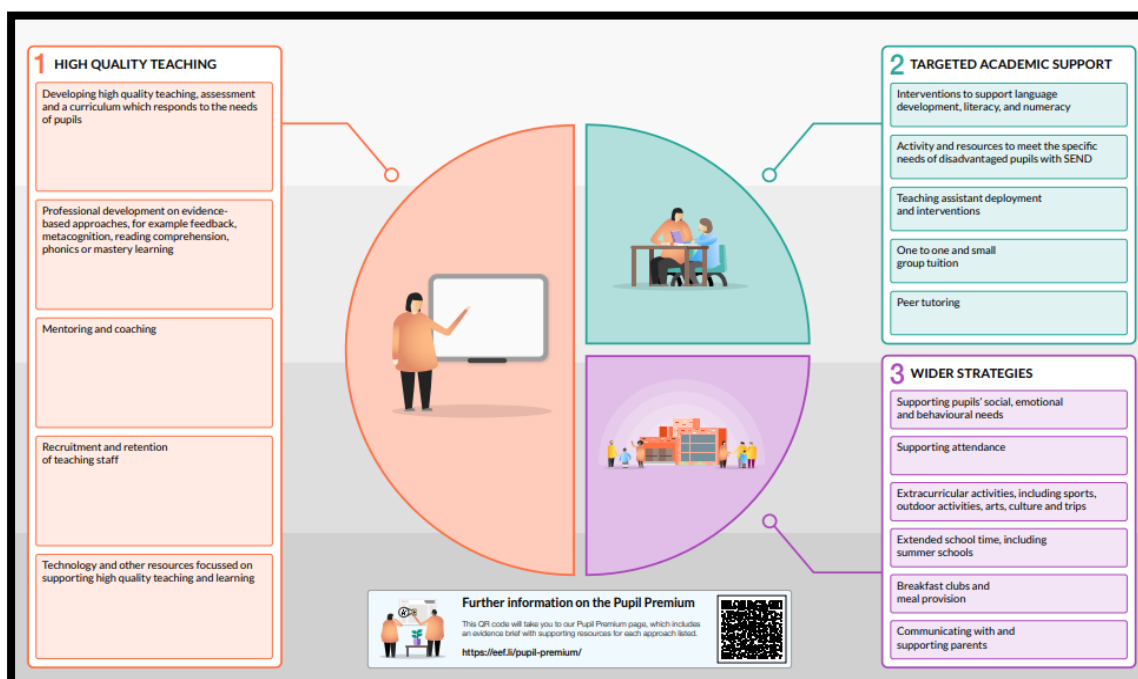 1 HIGH QUALITY TEACHING
Developing high quality teaching, assessment
and a curriculum which responds to the needs
of pupils
Professional development on evidence-
based approaches, for example feedback,
metacognition, reading comprehension,
phonics or mastery learning
Mentoring and coaching
Recruitment and retention
of teaching staff
Technology and other resources focussed on
supporting high quality teaching and learning
2 TARGETED ACADEMIC SUPPORT
Interventions to support language
development, literacy, and numeracy
Activity and resources to meet the specific
needs of disadvantaged pupils with SEND
Teaching assistant deployment
and interventions
One to one and small
group tuition
Peer tutoring
3 WIDER STRATEGIES
Supporting pupils' social, emotional
and behavioural needs
Supporting attendance
Extracurricular activities, including sports,
outdoor activities, arts, culture and trips
Extended school time, including
summer schools
Breakfast clubs and
meal provision
Communicating with and
supporting parents
Further information on the Pupil Premium
This QR code will take you to our Pupil Premium page, which includes
an evidence brief with supporting resources for each approach listed.
https://eef.li/pupil-premium/